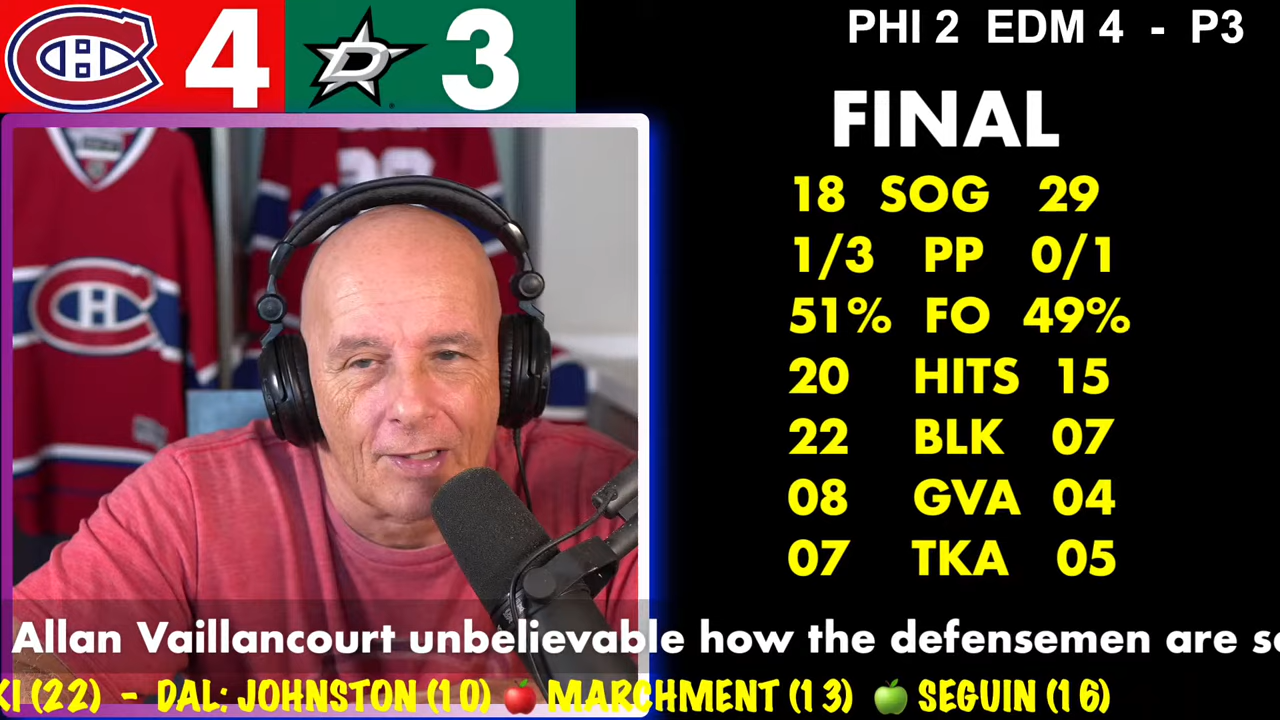 4 D 3
PHI 2 EDM 4 - P3
FINAL
18 SOG 29
1/3 PP 0/1
51% FO 49%
20 HITS 15
22 BLK 07
08 GVA 04
07 TKA 05
Allan Vaillancourt unbelievable how the defensemen are
KI (22) - DAL: JOHNSTON (10) 🍎 MARCHMENT (13) 🍏 SEGUIN (16)